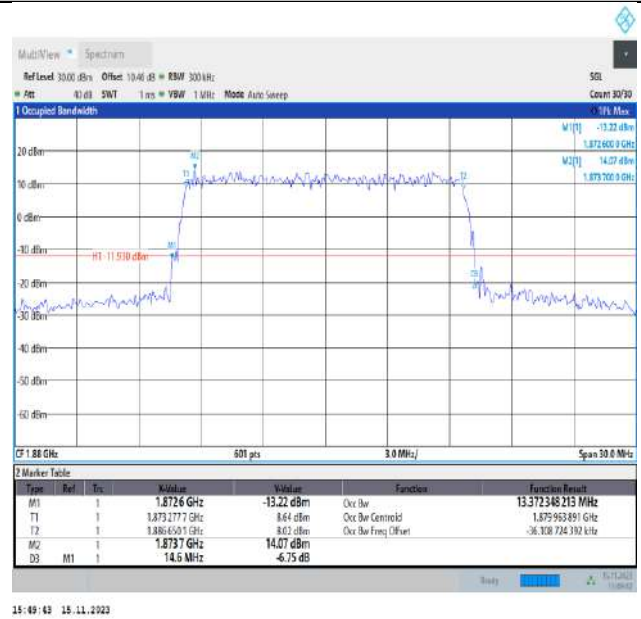 MultiView Spectrum
Ref Level 30.00 dBm Offset 10.46 dB RBW 300 kHz SGL
Att 40 dB SWT 1 ms VBW 1 MHz Mode Auto Sweep Count 30/30
1 Occupied Bandwidth 1Pk Max
M1[1] -13.22 dBm
1.872 600 0 GHz
20 dBm M2 M2[1] 14.07 dBm
T1 T2 1.873 700 0 GHz
10 dBm
0 dBm
-10 dBm M1
H1 -11.930 dBm
D3
-20 dBm
-30 dBm
-40 dBm
-50 dBm
-60 dBm
CF 1.88 GHz 601 pts 3.0 MHz/ Span 30.0 MHz
2 Marker Table
Type Ref Trc X-Value Y-Value Function Function Result
M1 1 1.8726 GHz -13.22 dBm Occ Bw 13.372 348 213 MHz
T1 1 1.873 277 7 GHz 8.64 dBm Occ Bw Centroid 1.879 963 891 GHz
T2 1 1.886 650 1 GHz 8.02 dBm Occ Bw Freq Offset -36.108 724 392 kHz
M2 1 1.8737 GHz 14.07 dBm
D3 M1 1 14.6 MHz -6.75 dB
Ready 15.11.2023
15:49:43 15.11.2023